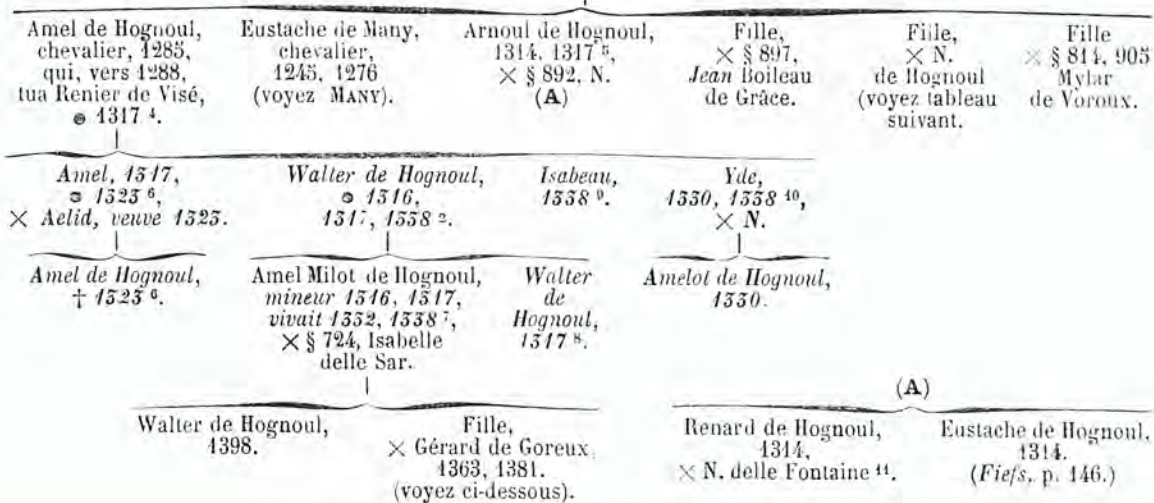 Amel de Hognoul,
chevalier, 1285,
qui, vers 1288,
tua Renier de Visé,
1317 4.
Eustache de Many,
chevalier,
1245, 1276
(voyez MANY).
Arnoul de Hognoul,
1314, 1317 5,
× § 892, N.
(A)
Fille,
× § 897,
Jean Boileau
de Grâce.
Fille,
× N.
de Hognoul
(voyez tableau
suivant.
Fille
× § 814, 905
Mylar
de Voroux.
Amel, 1317,
1323 6,
× Aelid, veuve 1323.
Walter de Hognoul,
1316,
1317, 1338 2.
Isabeau,
1338 9.
Yde,
1330, 1338 10,
× N.
Amel de Hognoul,
† 1323 6.
Amel Milot de Hognoul,
mineur 1316, 1317,
vivait 1332, 1338 7,
× § 724, Isabelle
delle Sar.
Walter
de
Hognoul,
1317 8.
Amelot de Hognoul,
1330.
Walter de Hognoul,
1398.
Fille,
× Gérard de Goreux,
1363, 1381.
(voyez ci-dessous).
(A)
Renard de Hognoul,
1314,
× N. delle Fontaine 11.
Eustache de Hognoul,
1314.
(Fiefs, p. 146.)